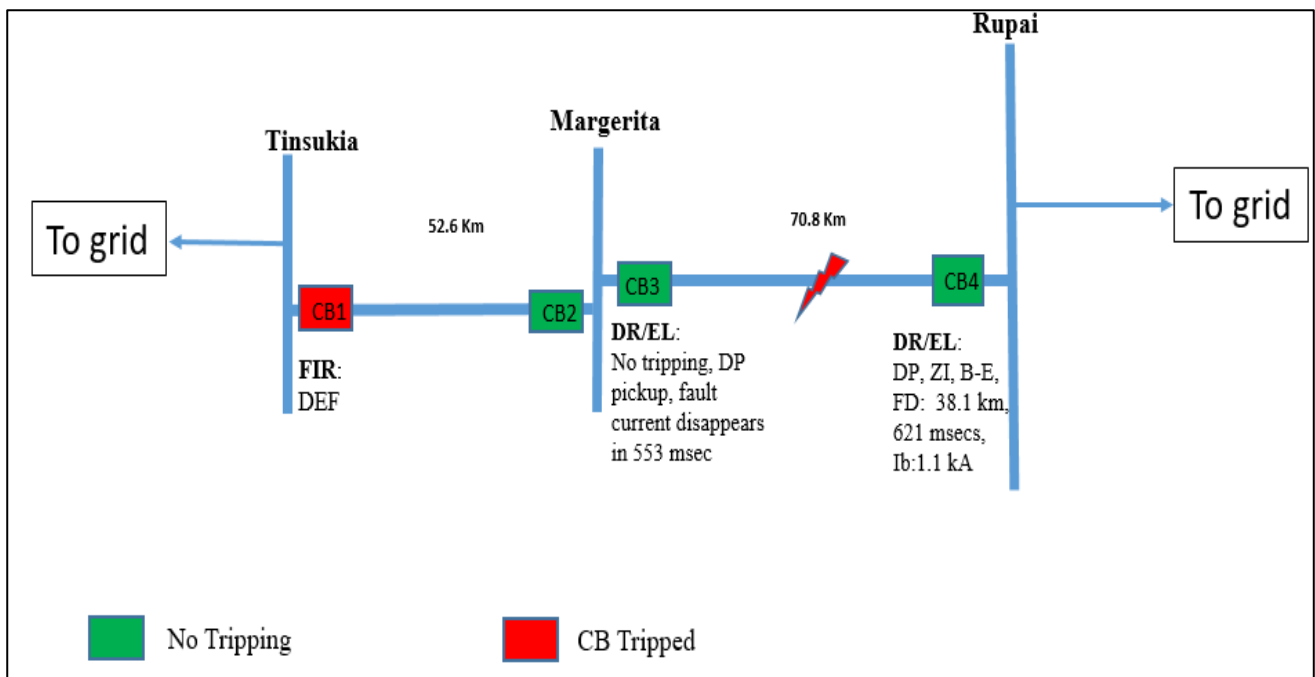 Rupai
Margerita
Tinsukia
To grid
52.6 Km
70.8 Km
To grid
CB1
CB2
CB3
CB4
FIR:
DEF
DR/EL:
No tripping, DP
pickup, fault
current disappears
in 553 msec
DR/EL:
DP, ZI, B-E,
FD: 38.1 km,
621 msecs,
Ib:1.1 kA
No Tripping
CB Tripped